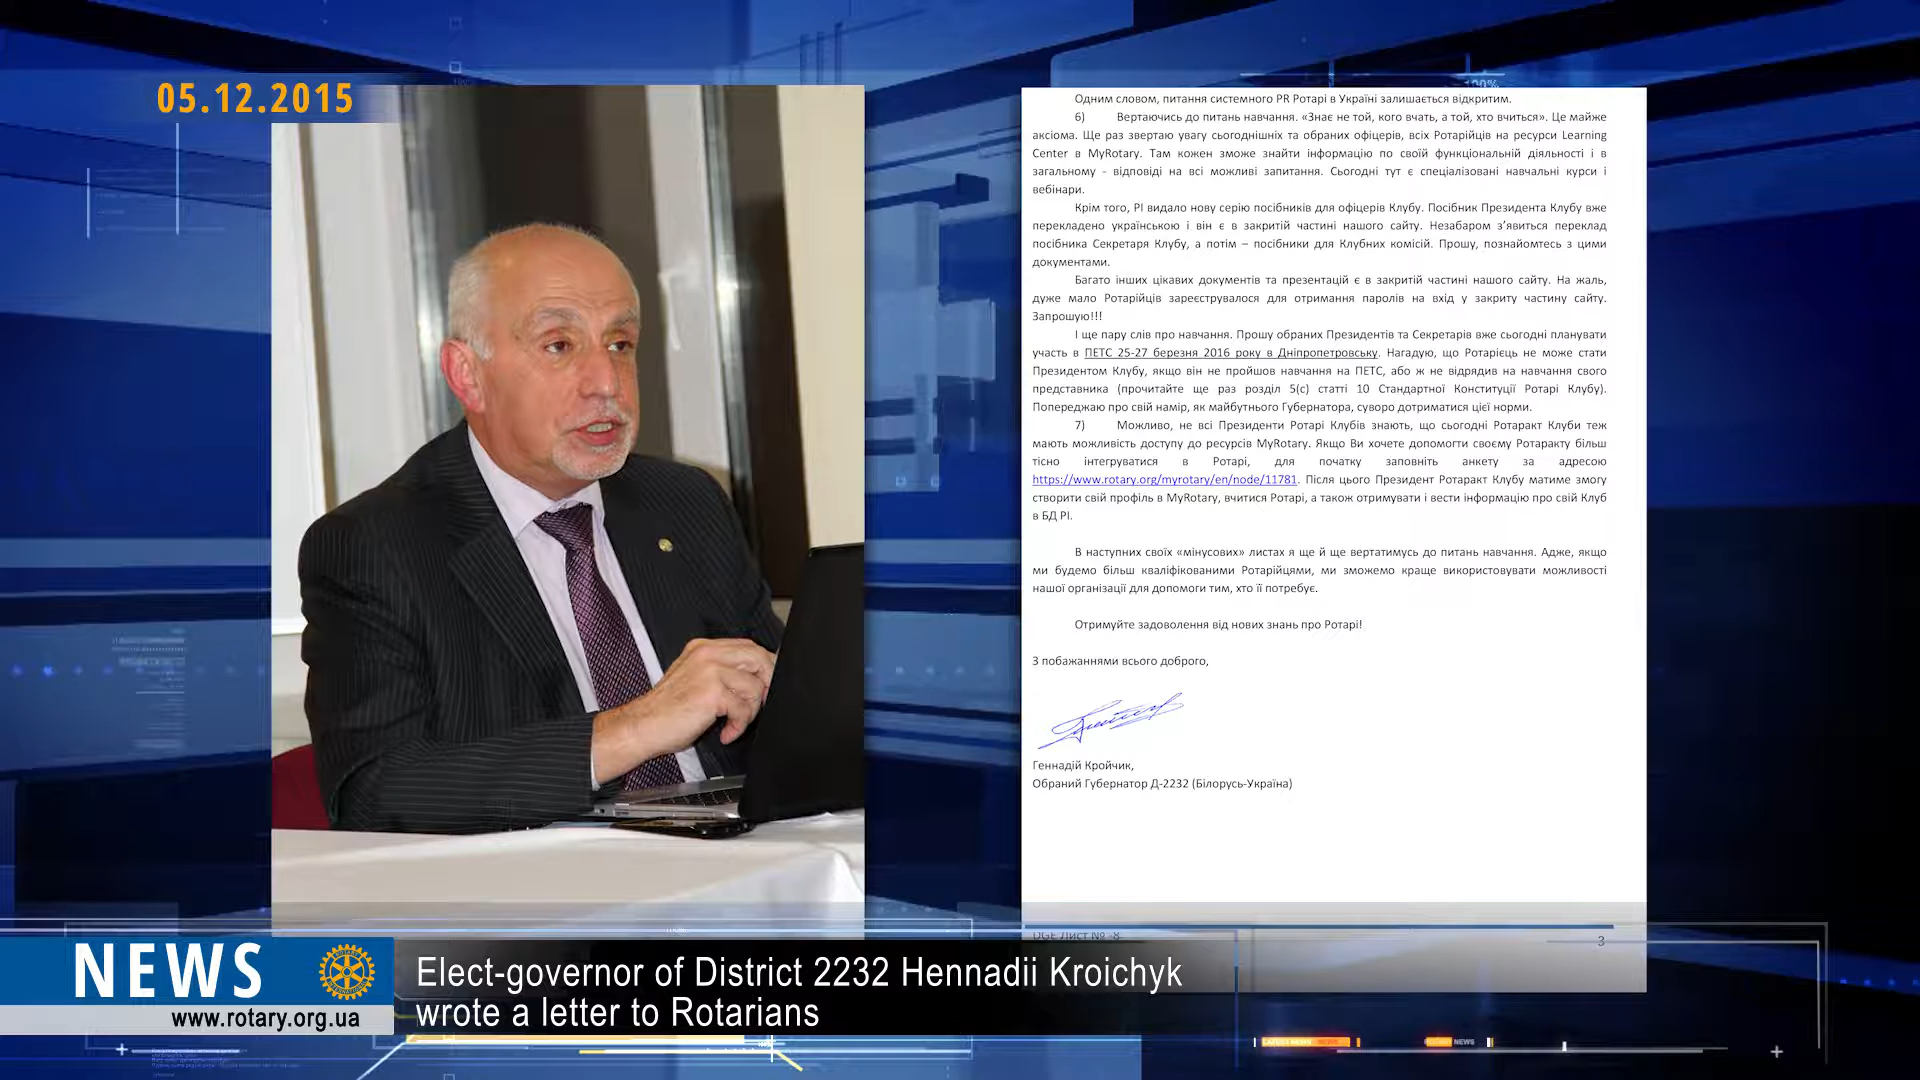 05.12.2015
Одним словом, питання системного PR Ротарі в Україні залишається відкритим.
6) Вертаючись до питань навчання. «Знає не той, кого вчать, а той, хто вчиться». Це майже
аксіома. Ще раз звертаю увагу сьогоднішніх та обраних офіцерів, всіх Ротарійців на ресурси Learning
Center в MyRotary. Там кожен зможе знайти інформацію по своїй функціональній діяльності і в
загальному - відповіді на всі можливі запитання. Сьогодні тут є спеціалізовані навчальні курси і
вебінари.
Крім того, РІ видало нову серію посібників для офіцерів Клубу. Посібник Президента Клубу вже
перекладено українською і він є в закритій частині нашого сайту. Незабаром з’явиться переклад
посібника Секретаря Клубу, а потім – посібники для Клубних комісій. Прошу, познайомтесь з цими
документами.
Багато інших цікавих документів та презентацій є в закритій частині нашого сайту. На жаль,
дуже мало Ротарійців зареєструвалося для отримання паролів на вхід у закриту частину сайту.
Запрошую!!!
І ще пару слів про навчання. Прошу обраних Президентів та Секретарів вже сьогодні планувати
участь в ПЕТС 25-27 березня 2016 року в Дніпропетровську. Нагадую, що Ротарієць не може стати
Президентом Клубу, якщо він не пройшов навчання на ПЕТС, або ж не відрядив на навчання свого
представника (прочитайте ще раз розділ 5(с) статті 10 Стандартної Конституції Ротарі Клубу).
Попереджаю про свій намір, як майбутнього Губернатора, суворо дотриматися цієї норми.
7) Можливо, не всі Президенти Ротарі Клубів знають, що сьогодні Ротаракт Клуби теж
мають можливість доступу до ресурсів MyRotary. Якщо Ви хочете допомогти своєму Ротаракту більш
тісно інтегруватися в Ротарі, для початку заповніть анкету за адресою
https://www.rotary.org/myrotary/en/node/11781. Після цього Президент Ротаракт Клубу матиме змогу
створити свій профіль в MyRotary, вчитися Ротарі, а також отримувати і вести інформацію про свій Клуб
в БД РІ.
В наступних своїх «мінусових» листах я ще й ще вертатимусь до питань навчання. Адже, якщо
ми будемо більш кваліфікованими Ротарійцями, ми зможемо краще використовувати можливості
нашої організації для допомоги тим, хто її потребує.
Отримуйте задоволення від нових знань про Ротарі!
З побажаннями всього доброго,
Геннадій Кройчик,
Обраний Губернатор Д-2232 (Білорусь-Україна)
DGE Лист № -8
3
NEWS
www.rotary.org.ua
Elect-governor of District 2232 Hennadii Kroichyk
wrote a letter to Rotarians
LATEST NEWS
NEWS